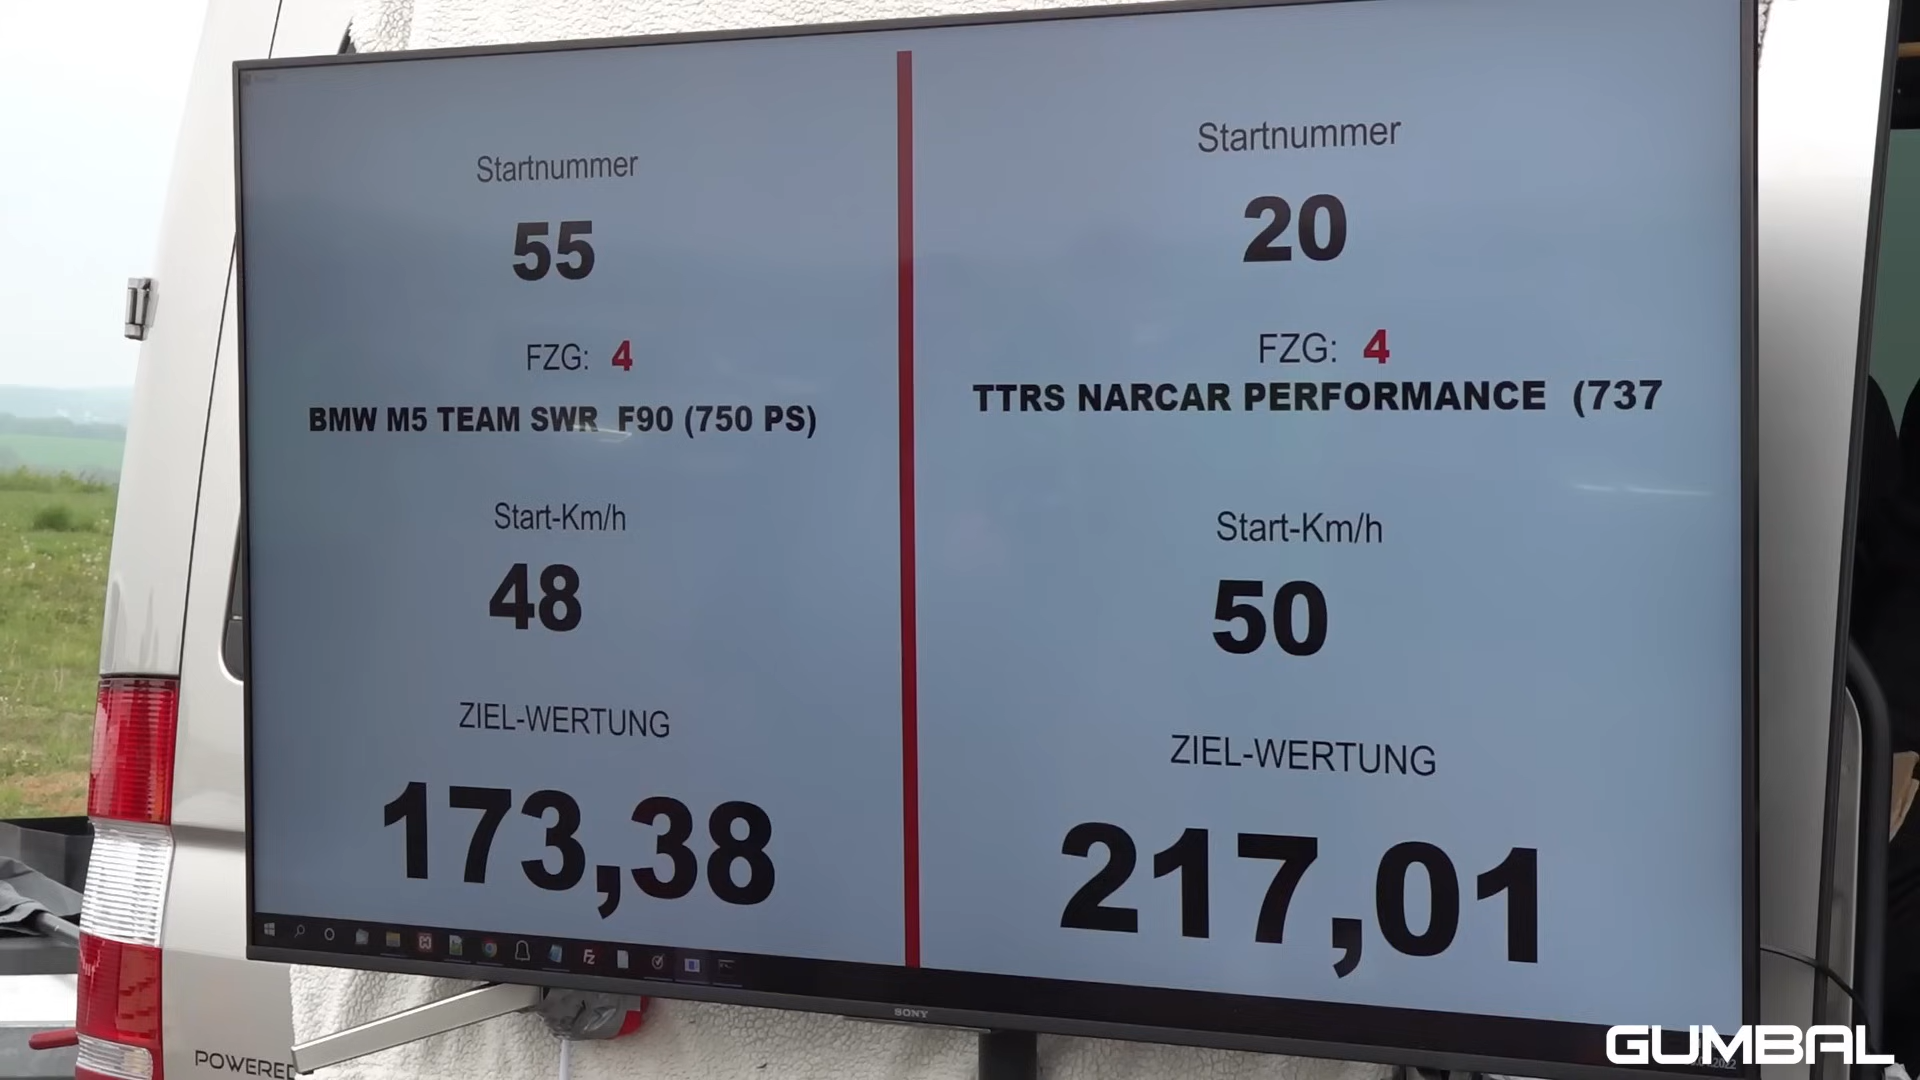 Startnummer
55
FZG: 4
BMW M5 TEAM SWR F90 (750 PS)
Start-Km/h
48
ZIEL-WERTUNG
173,38
Startnummer
20
FZG: 4
TTRS NARCAR PERFORMANCE (737
Start-Km/h
50
ZIEL-WERTUNG
217,01
SONY
POWERED
GUMBAL